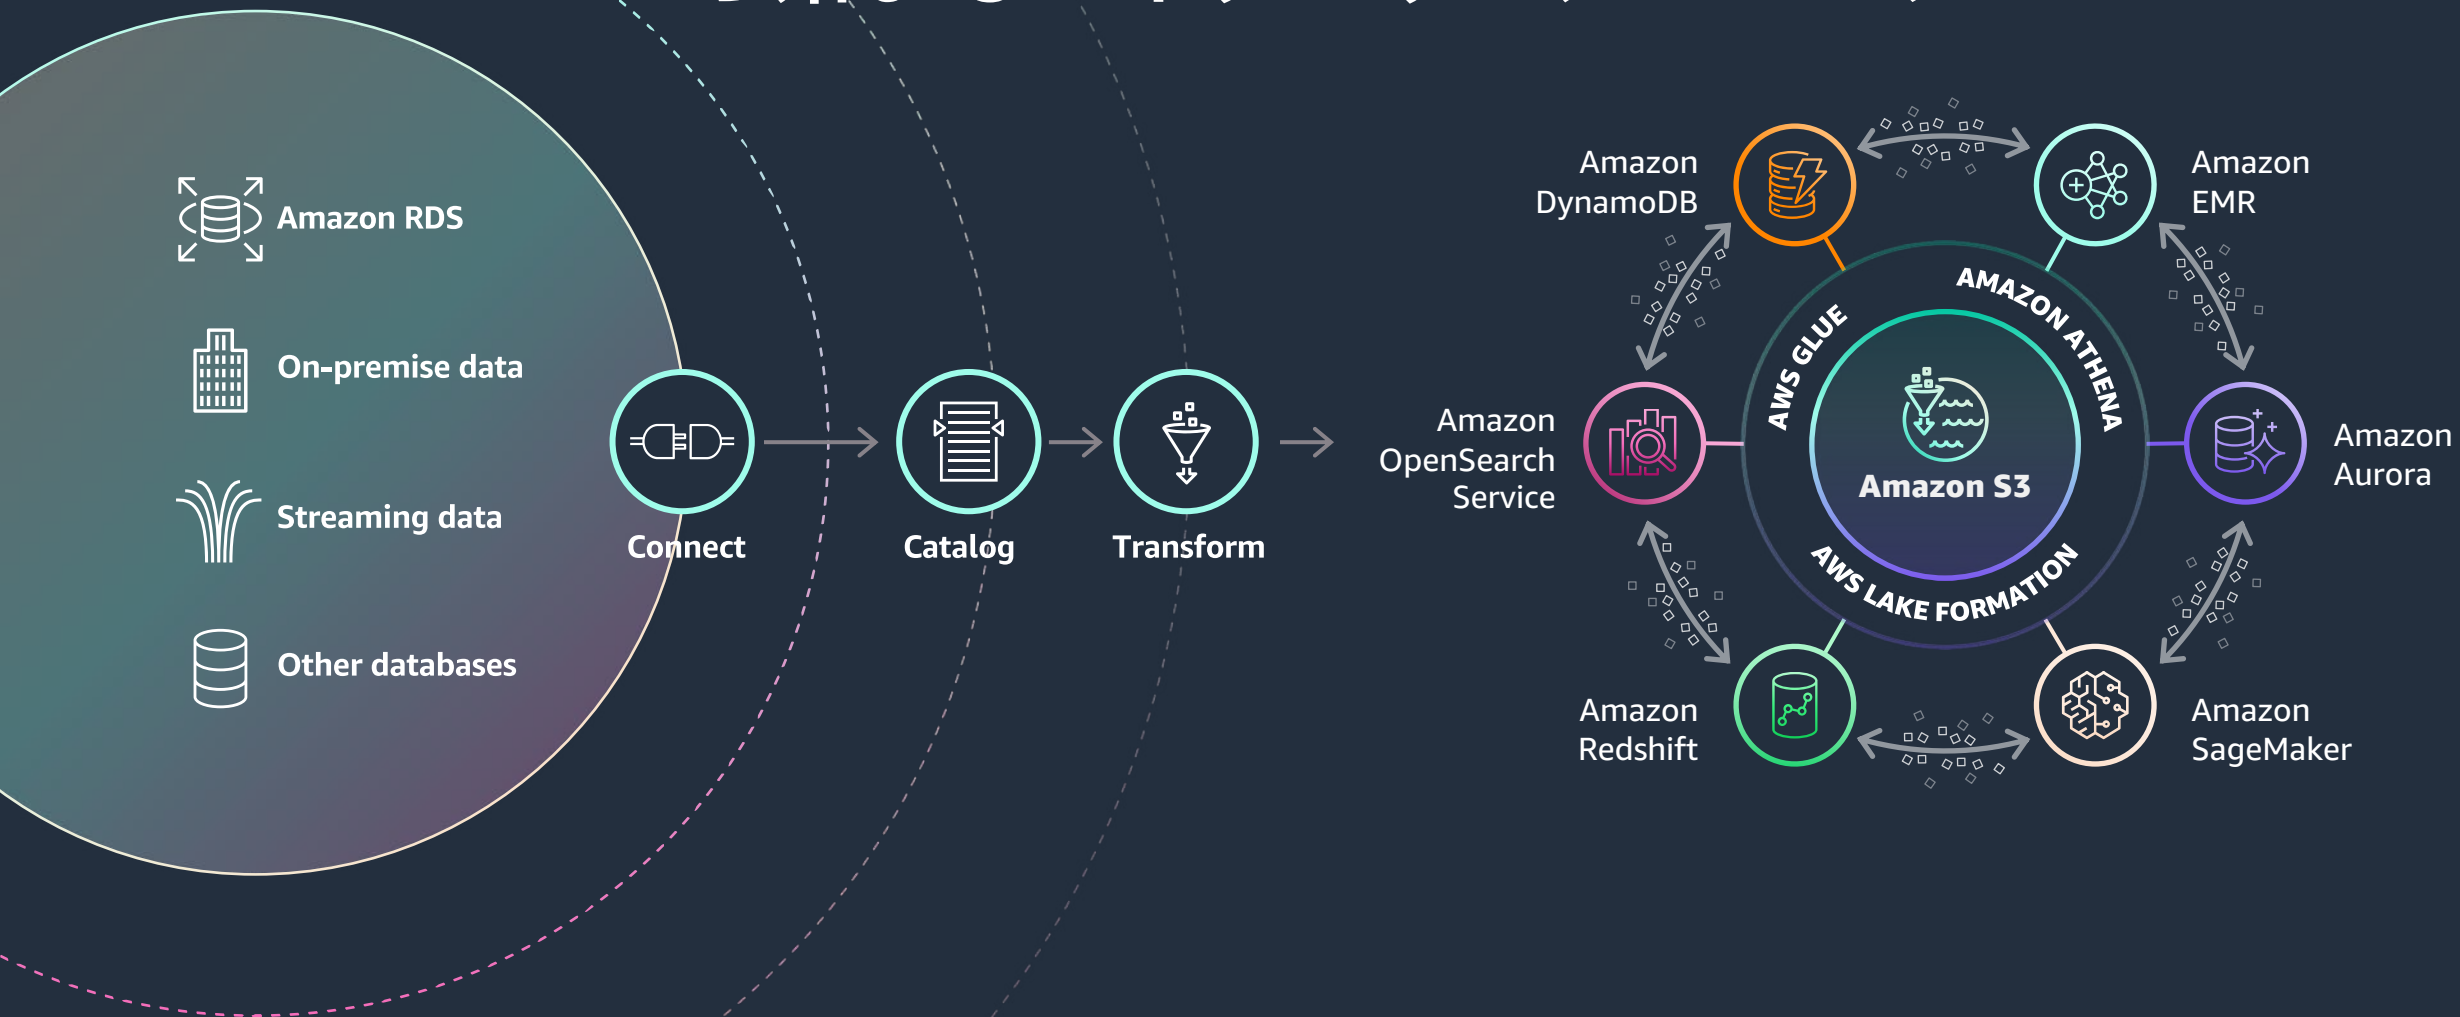 Amazon RDS
On-premise data
Streaming data
Other databases
Connect
Catalog
Transform
Amazon
DynamoDB
Amazon
EMR
Amazon
OpenSearch
Service
Amazon
Aurora
Amazon
Redshift
Amazon
SageMaker
AWS GLUE
AMAZON ATHENA
AWS LAKE FORMATION
Amazon S3